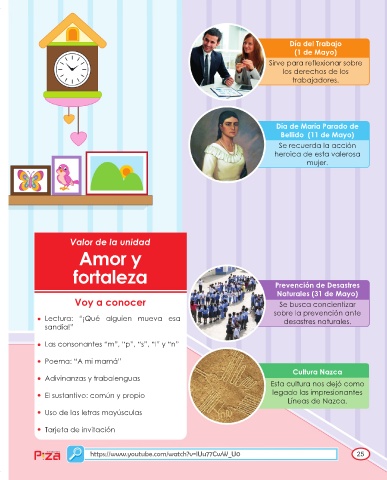 Día del Trabajo
(1 de Mayo)
Sirve para reflexionar sobre
los derechos de los
trabajadores.
Día de María Parado de
Bellido (11 de Mayo)
Se recuerda la acción
heroica de esta valerosa
mujer.
Valor de la unidad
Amor y
fortaleza
Voy a conocer
• Lectura: "¡Qué alguien mueva esa
sandía!"
• Las consonantes "m", "p", "s", "l" y "n"
• Poema: "A mi mamá"
• Adivinanzas y trabalenguas
• El sustantivo: común y propio
• Uso de las letras mayúsculas
• Tarjeta de invitación
Prevención de Desastres
Naturales (31 de Mayo)
Se busca concientizar
sobre la prevención ante
desastres naturales.
Cultura Nazca
Esta cultura nos dejó como
legado las impresionantes
Líneas de Nazca.
https://www.youtube.com/watch?v=
25